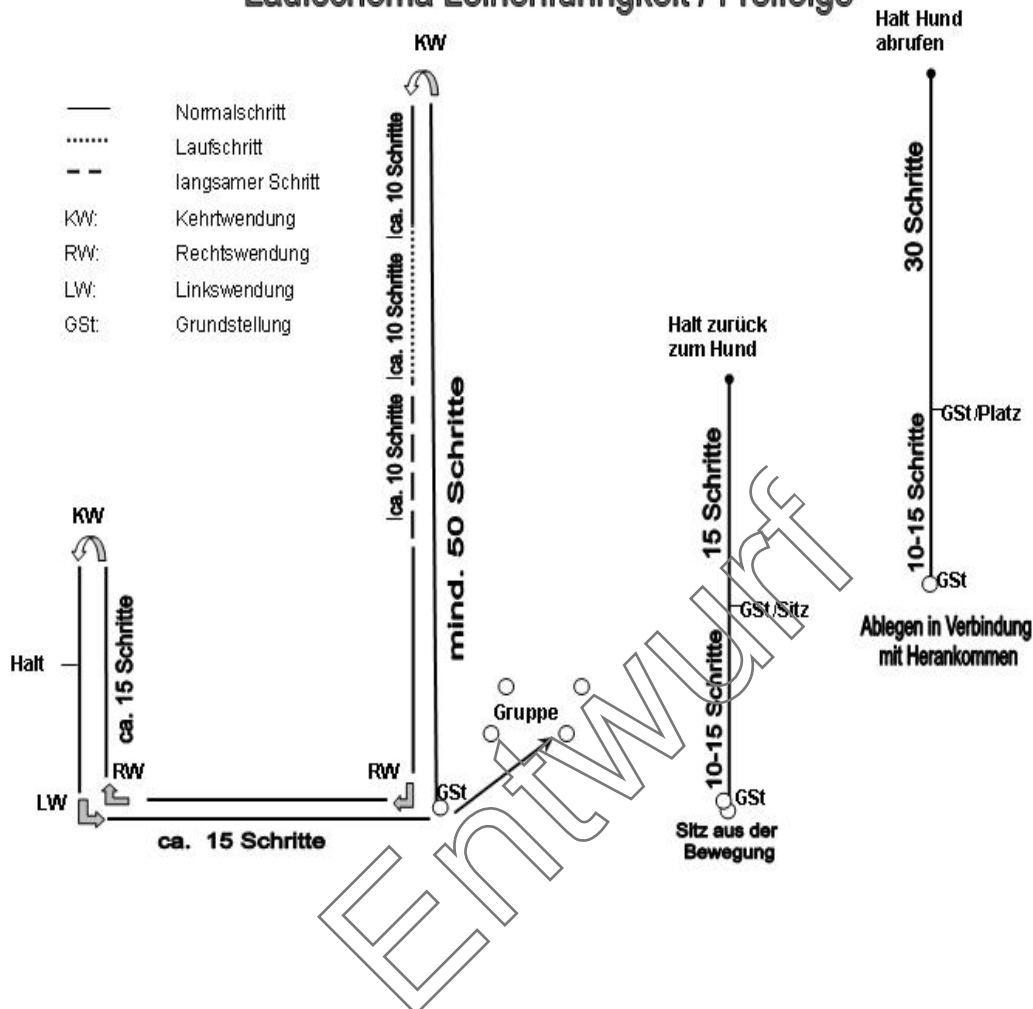 Laufschema Leinenführigkeit / Freifolge
Halt Hund
abrufen
KW
Normalschritt
Laufschritt
langsamer Schritt
KW: Kehrtwendung
RW: Rechtswendung
LW: Linkswendung
GSt: Grundstellung
|ca. 10 Schritte
|ca. 10 Schritte
|ca. 10 Schritte
mind. 50 Schritte
30 Schritte
Halt zurück
zum Hund
GSt/Platz
10-15 Schritte
GSt
Ablegen in Verbindung
mit Herankommen
15 Schritte
GSt/Sitz
10-15 Schritte
GSt
Sitz aus der
Bewegung
KW
Halt
ca. 15 Schritte
RW
LW
RW
GSt
Gruppe
ca. 15 Schritte
Entwurf